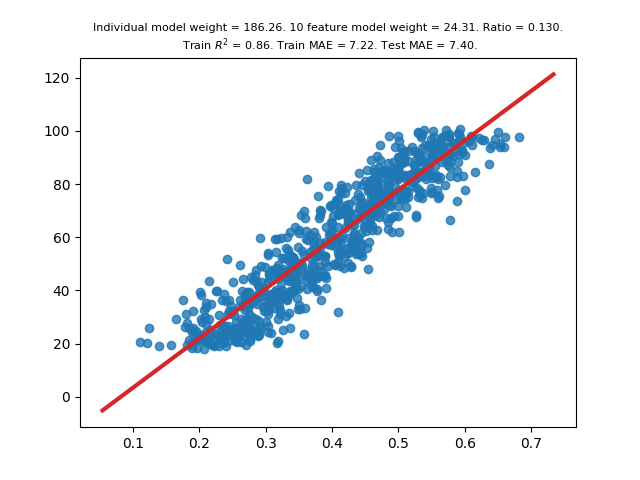 Individual model weight = 186.26. 10 feature model weight = 24.31. Ratio = 0.130.
Train R² = 0.86. Train MAE = 7.22. Test MAE = 7.40.
120
100
80
60
40
20
0
0.1 0.2 0.3 0.4 0.5 0.6 0.7